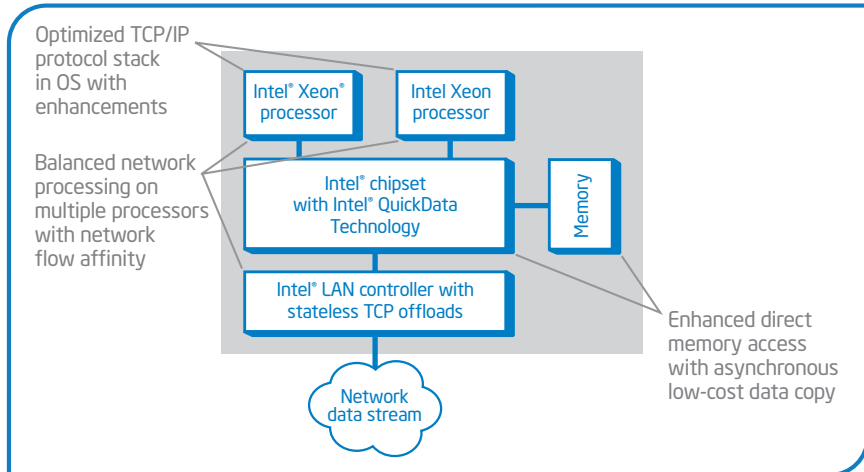 Optimized TCP/IP
protocol stack
in OS with
enhancements
Intel® Xeon®
processor
Intel Xeon
processor
Balanced network
processing on
multiple processors
with network
flow affinity
Intel® chipset
with Intel® QuickData
Technology
Memory
Intel® LAN controller with
stateless TCP offloads
Enhanced direct
memory access
with asynchronous
low-cost data copy
Network
data stream